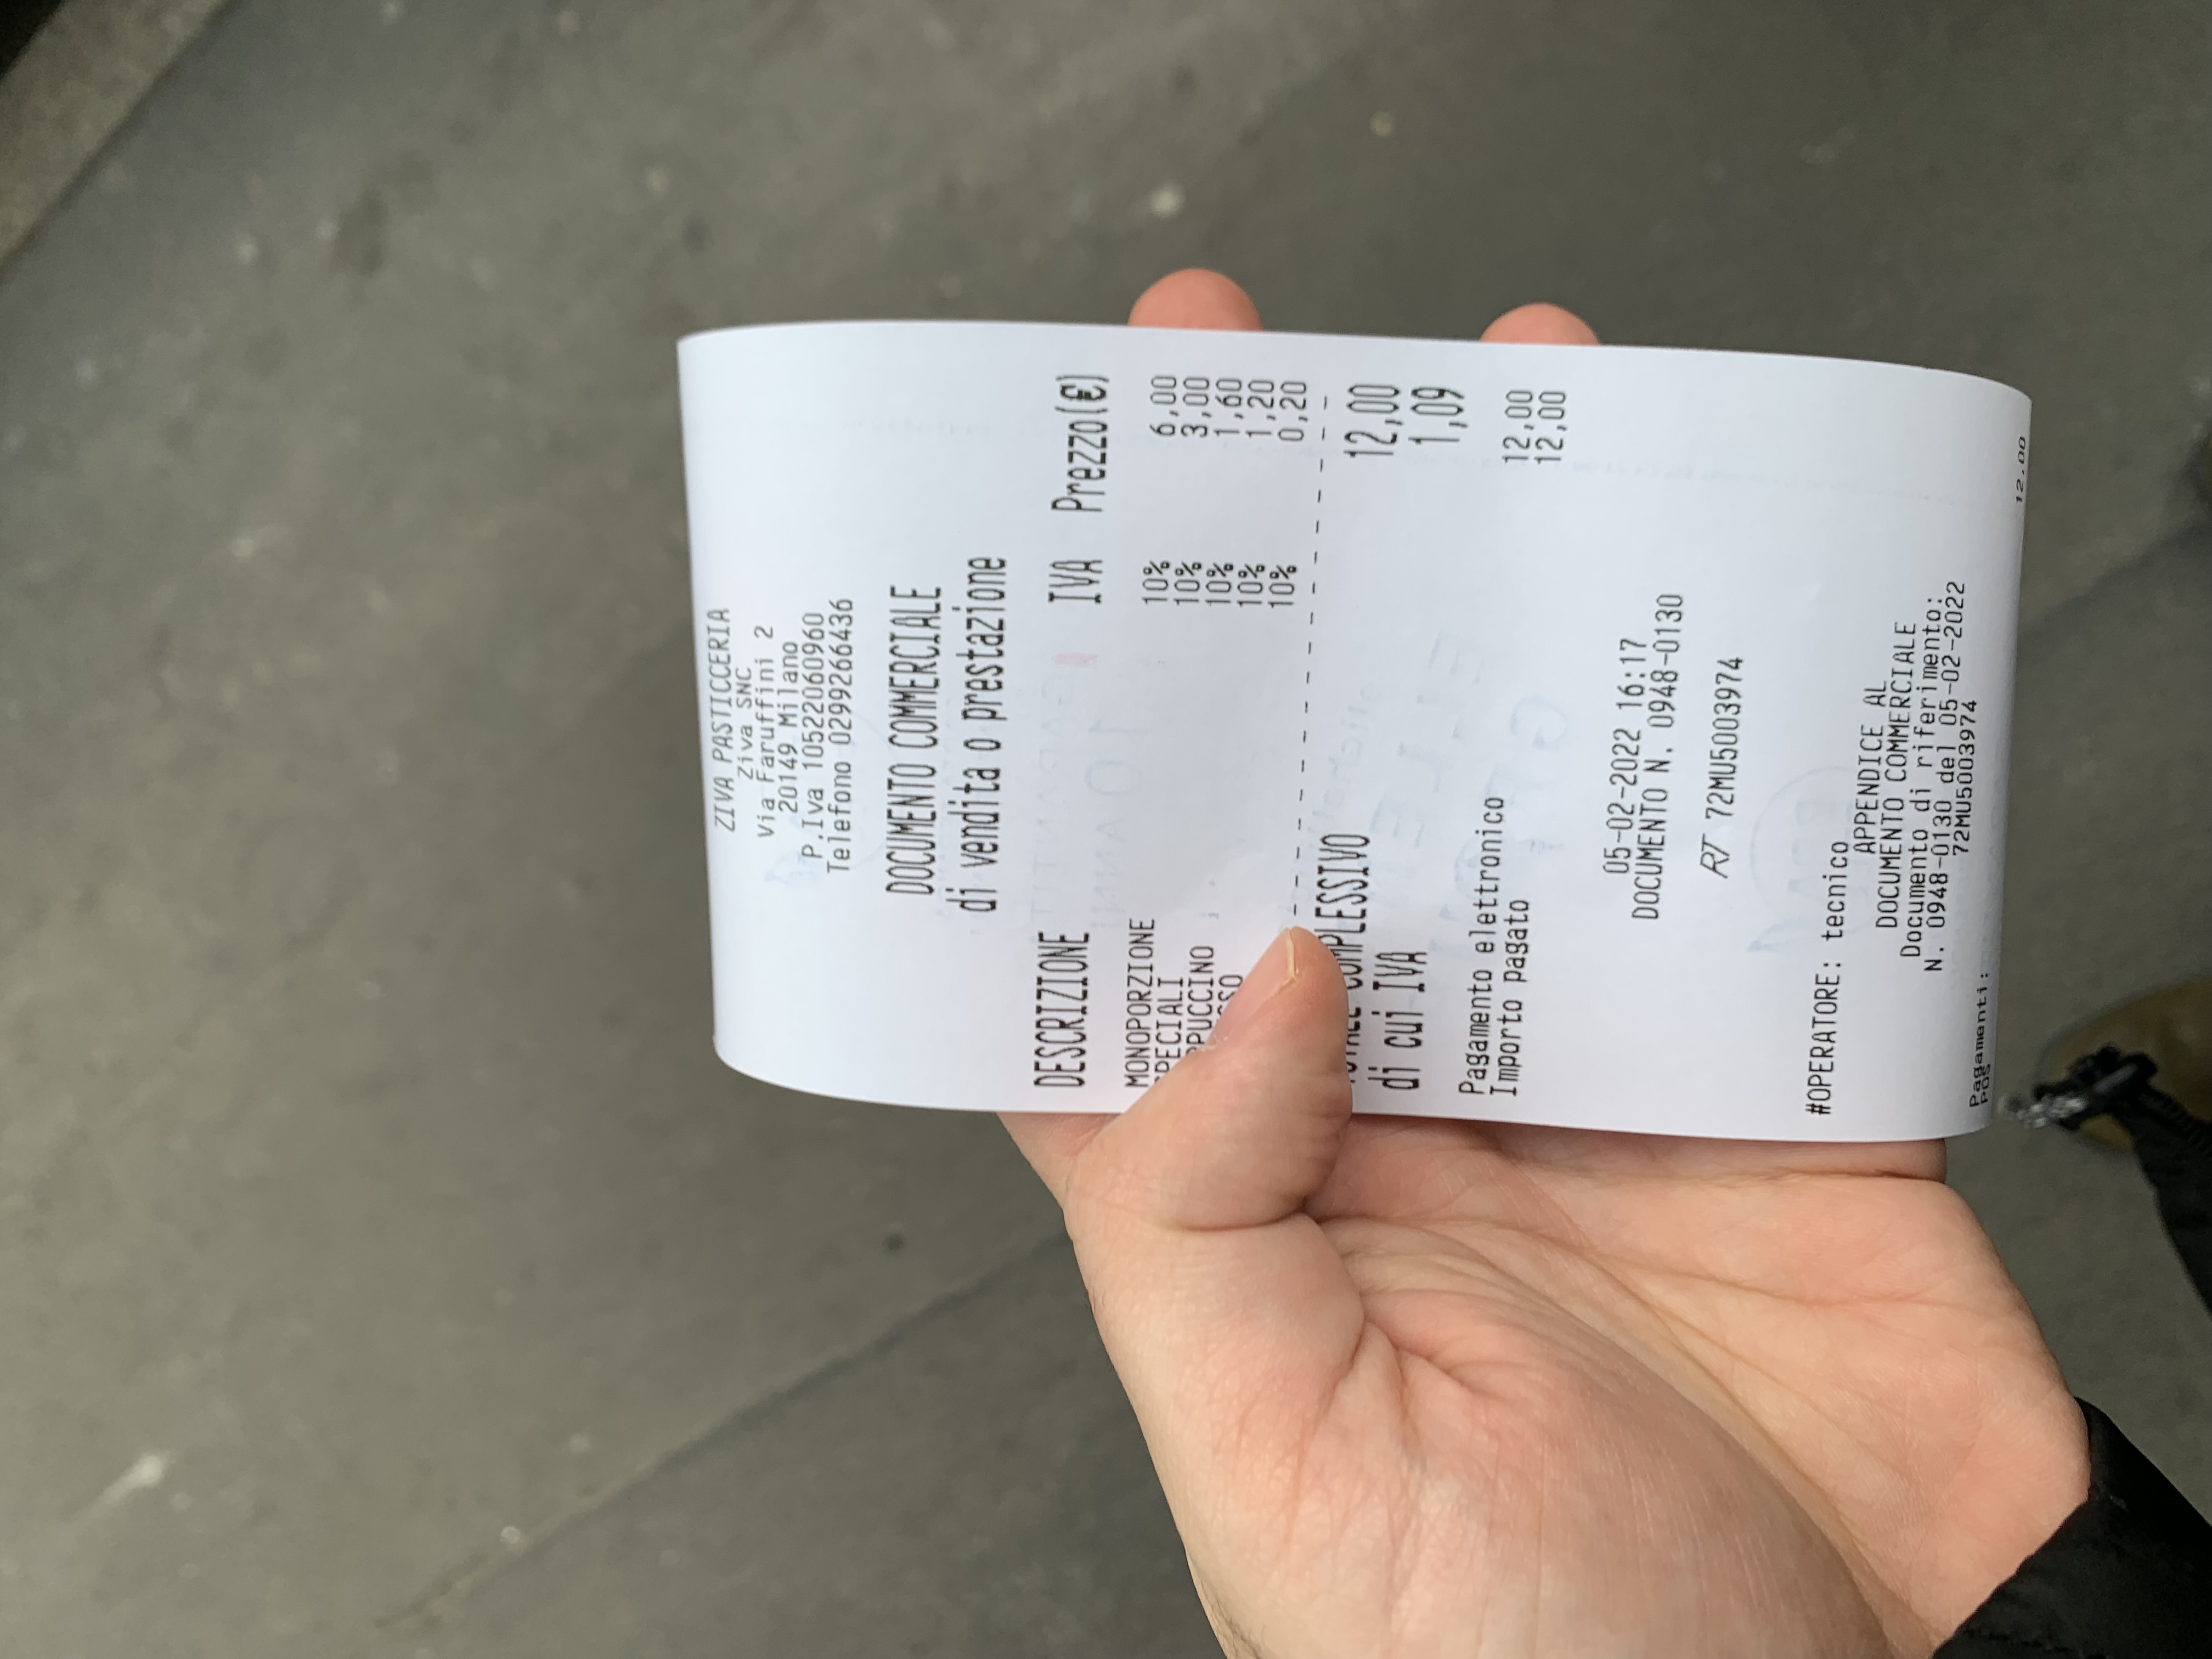 ZIVA PASTICCERIA
Ziva SNC
Via Faruffini 2
20149 Milano
P.Iva 10522060960
Telefono 0299266436
DOCUMENTO COMMERCIALE
di vendita o prestazione
DESCRIZIONE IVA Prezzo(€)
MONOPORZIONE 10% 6,00
PECIALI 10% 3,00
PPUCCINO 10% 1,60
SSO 10% 1,20
10% 0,20
COMPLESSIVO 12,00
di cui IVA 1,09
Pagamento elettronico 12,00
Importo pagato 12,00
05-02-2022 16:17
DOCUMENTO N. 0948-0130
RT 72MU5003974
#OPERATORE: tecnico
APPENDICE AL
DOCUMENTO COMMERCIALE
Documento di riferimento:
N. 0948-0130 del 05-02-2022
72MU5003974
Pagamenti:
POS 12.00